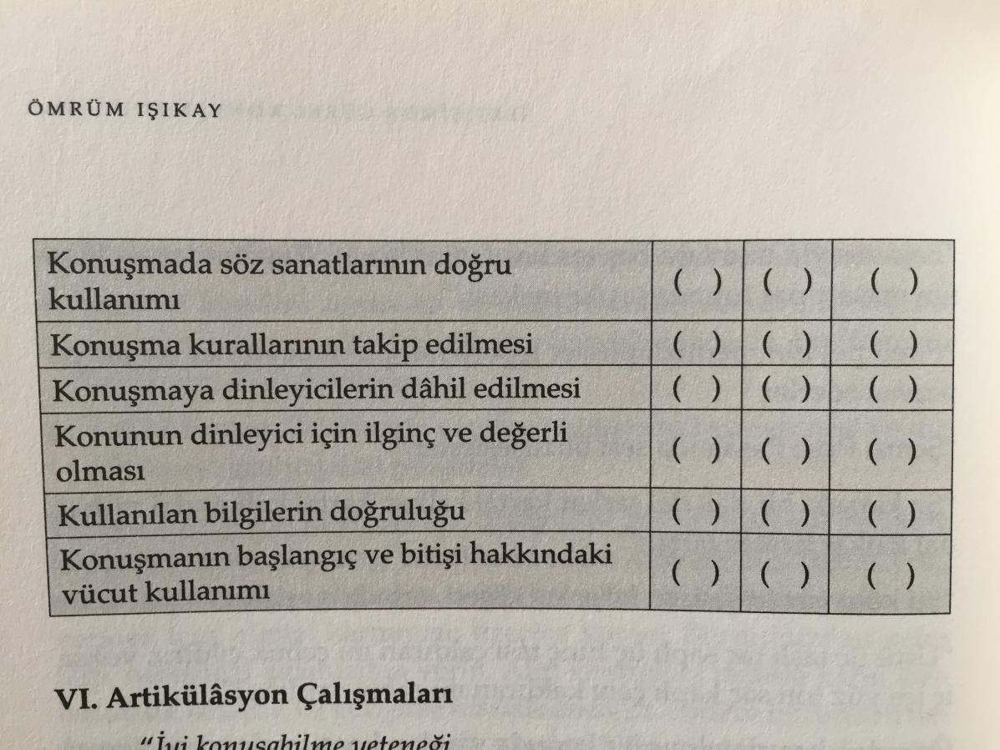 ÖMRÜM IŞIKAY
Konuşmada söz sanatlarının doğru
kullanımı
( ) ( ) ( )
Konuşma kurallarının takip edilmesi ( ) ( ) ( )
Konuşmaya dinleyicilerin dâhil edilmesi ( ) ( ) ( )
Konunun dinleyici için ilginç ve değerli
olması
( ) ( ) ( )
Kullanılan bilgilerin doğruluğu ( ) ( ) ( )
Konuşmanın başlangıç ve bitişi hakkındaki
vücut kullanımı
( ) ( ) ( )
VI. Artikülâsyon Çalışmaları
“İyi konuşabilme yeteneği